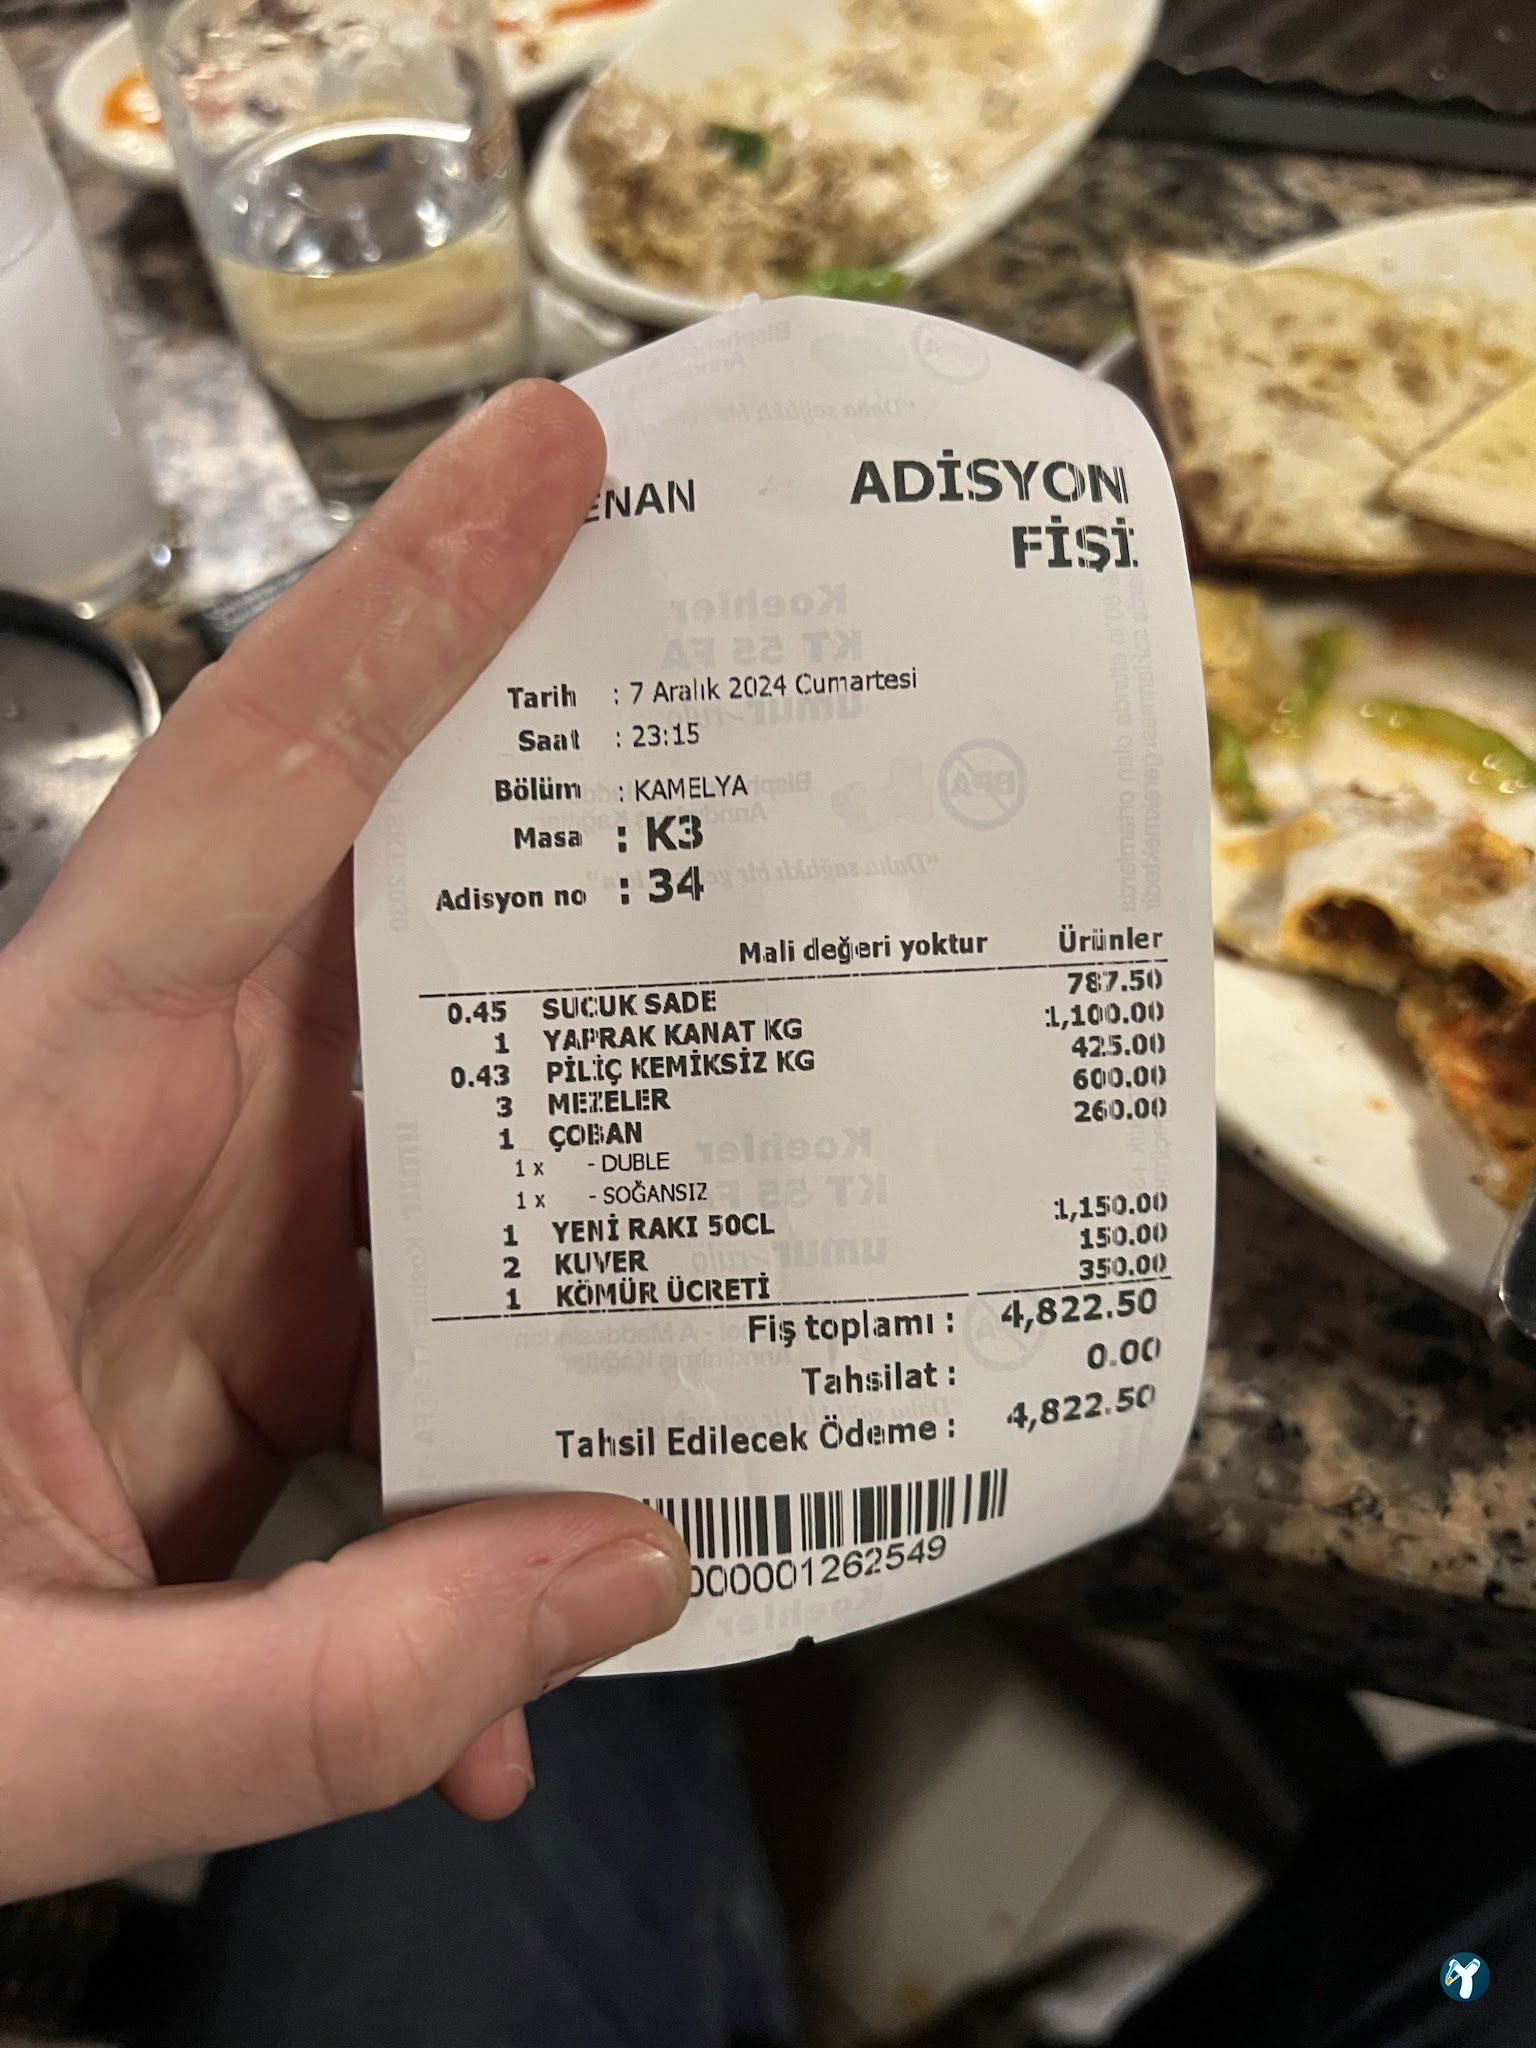 ADİSYON
FİŞİ
Tarih : 7 Aralık 2024 Cumartesi
Saat : 23:15
Bölüm : KAMELYA
Masa : K3
Adisyon no : 34
Mali değeri yoktur Ürünler
0.45 SUCUK SADE 787.50
1 YAPRAK KANAT KG 1,100.00
0.43 PİLİÇ KEMİKSİZ KG 425.00
3 MEZELER 600.00
1 ÇOBAN 260.00
1 x - DUBLE
1 x - SOĞANSIZ
1 YENİ RAKI 50CL 1,150.00
2 KUVER 150.00
1 KÖMÜR ÜCRETİ 350.00
Fiş toplamı : 4,822.50
Tahsilat : 0.00
Tahsil Edilecek Ödeme : 4,822.50
000001262549